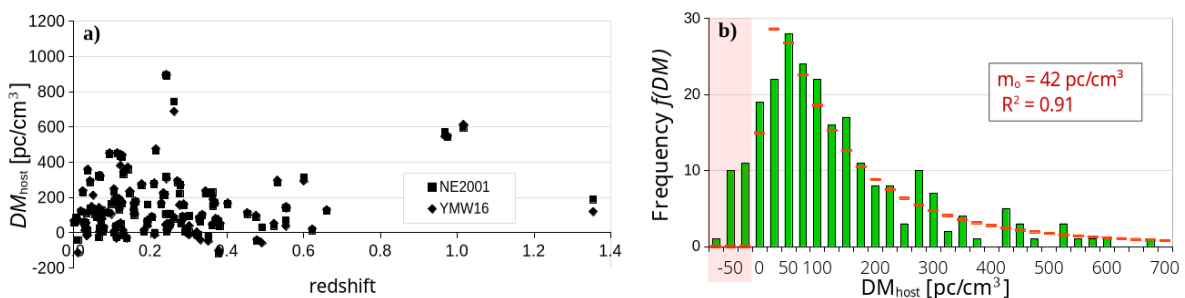 a)
1200
1000
800
600
400
200
0
-200
0.0 0.2 0.4 0.6 0.8 1.0 1.2 1.4
DMhost [pc/cm³]
redshift
NE2001
YMW16
b)
30
20
10
0
-50 0 50 100 200 300 400 500 600 700
Frequency f(DM)
DMhost [pc/cm³]
mo = 42 pc/cm³
R² = 0.91